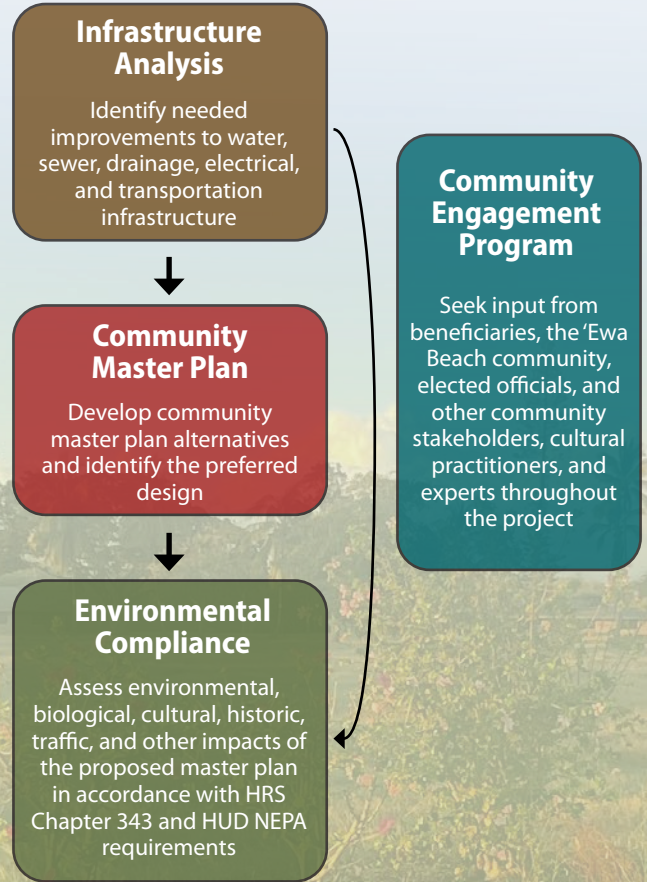 Infrastructure
Analysis
Identify needed
improvements to water,
sewer, drainage, electrical,
and transportation
infrastructure
Community
Master Plan
Develop community
master plan alternatives
and identify the preferred
design
Environmental
Compliance
Assess environmental,
biological, cultural, historic,
traffic, and other impacts of
the proposed master plan
in accordance with HRS
Chapter 343 and HUD NEPA
requirements
Community
Engagement
Program
Seek input from
beneficiaries, the ‘Ewa
Beach community,
elected officials, and
other community
stakeholders, cultural
practitioners, and
experts throughout
the project